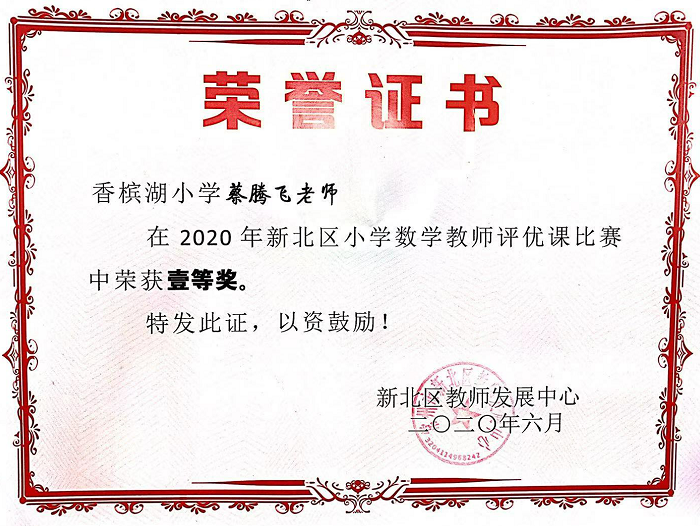 荣誉证书
香槟湖小学蔡腾飞老师
在 2020 年新北区小学数学教师评优课比赛
中荣获壹等奖。
特发此证，以资鼓励！
新北区教师发展中心
二〇二〇年六月
3204114968242